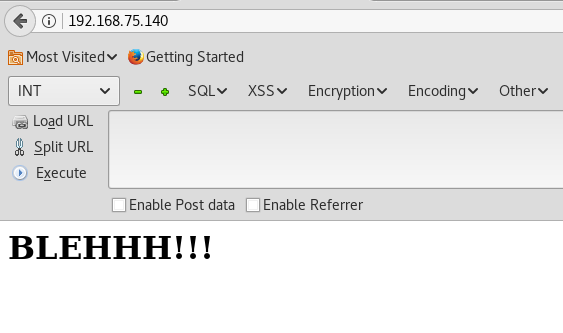 192.168.75.140
Most Visited Getting Started
INT SQL XSS Encryption Encoding Other
Load URL
Split URL
Execute
Enable Post data Enable Referrer
BLEHHH!!!